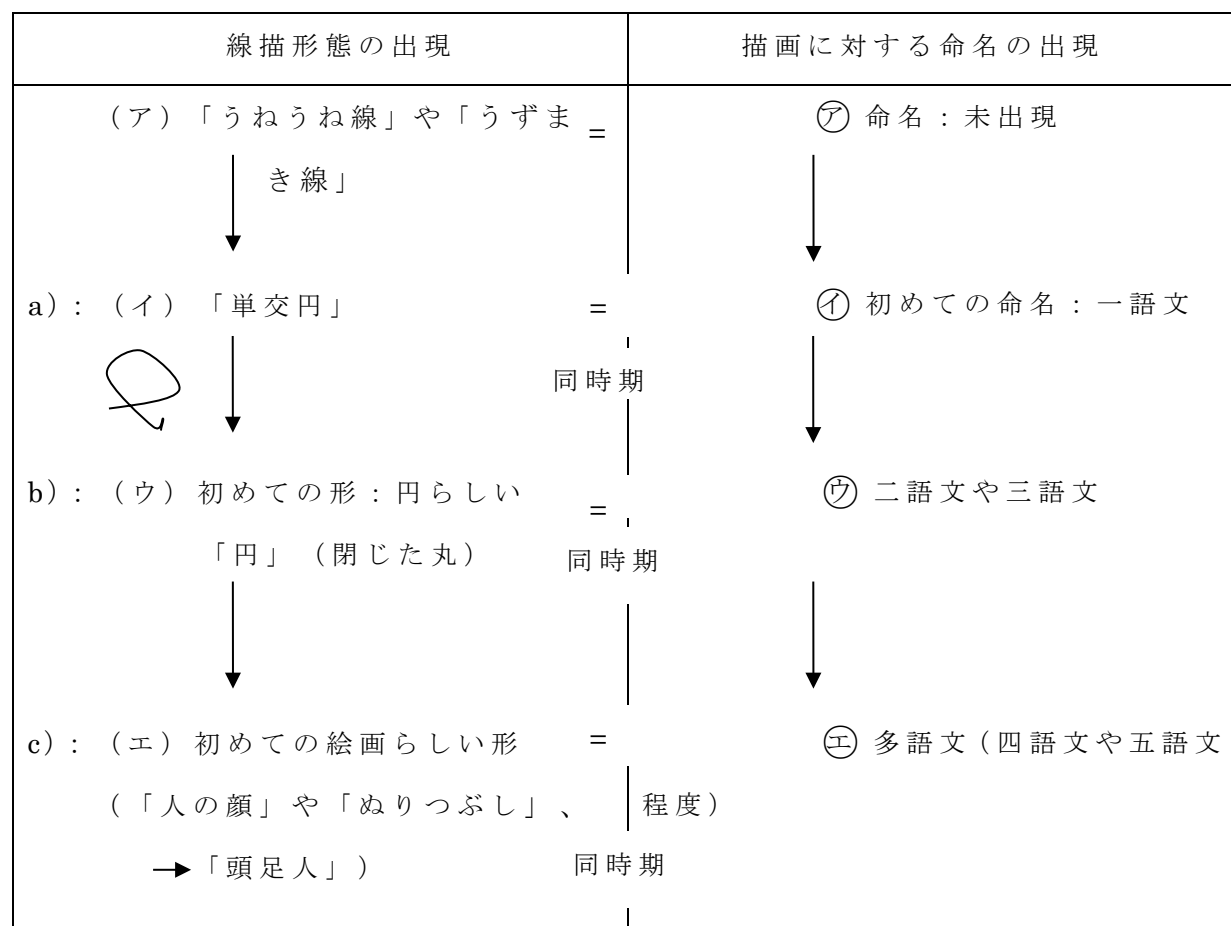 線描形態の出現
描画に対する命名の出現
（ア）「うねうね線」や「うずま
き線」
=
㋐ 命名：未出現
a）：（イ）「単交円」
=
㋑ 初めての命名：一語文
同時期
b）：（ウ）初めての形：円らしい
「円」（閉じた丸）
=
㋒ 二語文や三語文
同時期
c）：（エ）初めての絵画らしい形
（「人の顔」や「ぬりつぶし」、
→「頭足人」）
=
㋓ 多語文（四語文や五語文
程度）
同時期